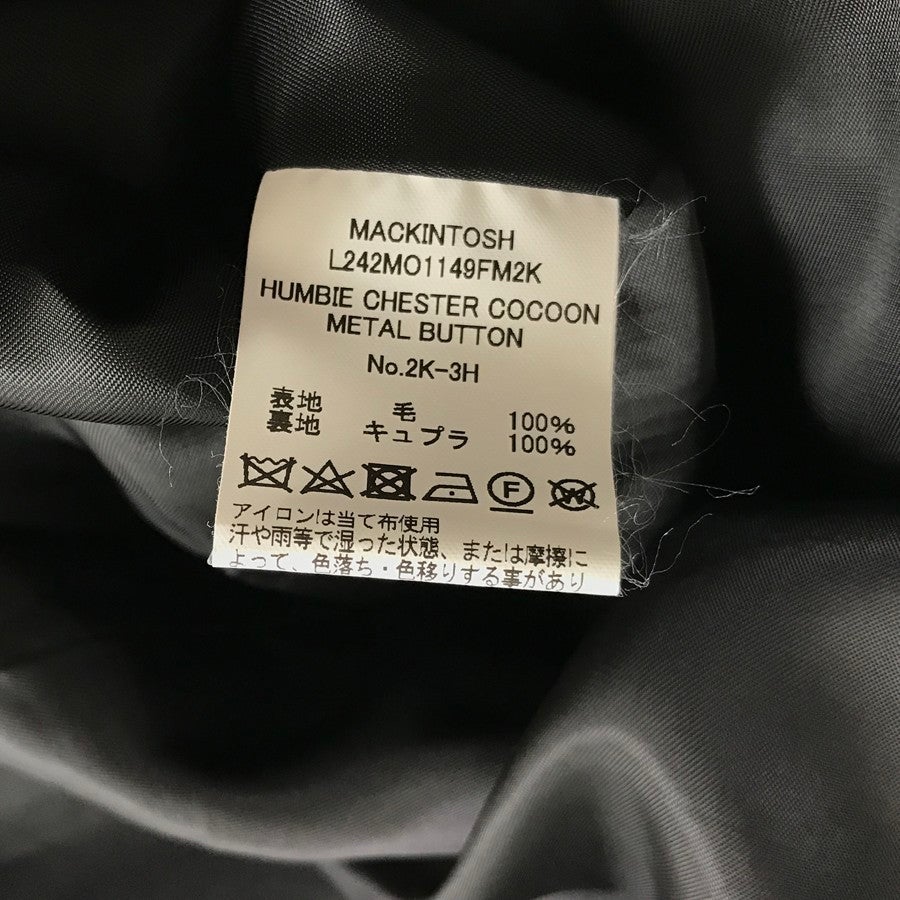 MACKINTOSH
L242MO1149FM2K
HUMBIE CHESTER COCOON
METAL BUTTON
No.2K-3H
表地 毛 100%
裏地 キュプラ 100%
F W
アイロンは当て布使用
汗や雨等で湿った状態、または摩擦に
よって、色落ち・色移りする事があり